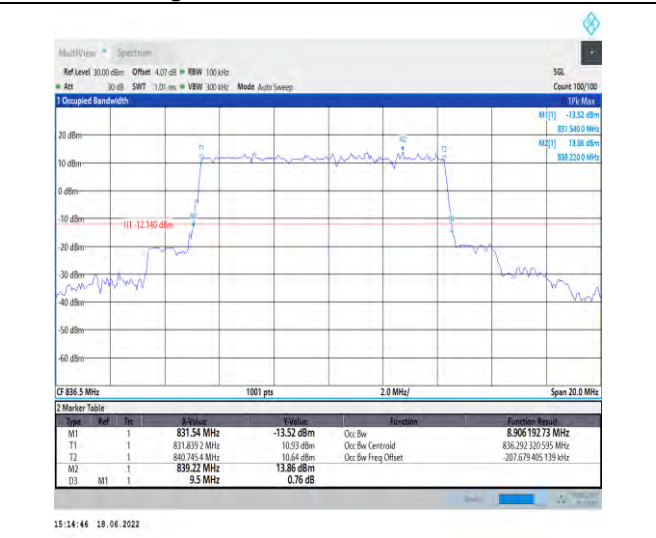 MultiView Spectrum
Ref Level 30.00 dBm Offset 4.07 dB RBW 100 kHz SGL
Att 30 dB SWT 1.01 ms VBW 300 kHz Mode Auto Sweep Count 100/100
1 Occupied Bandwidth 1Pk Max
M1[1] -13.52 dBm
831.540 0 MHz
M2[1] 13.86 dBm
839.220 0 MHz
20 dBm
T1 M2 T2
10 dBm
0 dBm
-10 dBm
M1
H1 -12.140 dBm
-20 dBm
-30 dBm
-40 dBm
-50 dBm
-60 dBm
CF 836.5 MHz 1001 pts 2.0 MHz/ Span 20.0 MHz
2 Marker Table
Type Ref Trc X-Value Y-Value Function Function Result
M1 1 831.54 MHz -13.52 dBm Occ Bw 8.906 192 73 MHz
T1 1 831.839 2 MHz 10.93 dBm Occ Bw Centroid 836.292 320 595 MHz
T2 1 840.745 4 MHz 10.64 dBm Occ Bw Freq Offset -207.679 405 139 kHz
M2 1 839.22 MHz 13.86 dBm
D3 M1 1 9.5 MHz 0.76 dB
15:14:46 18.06.2022